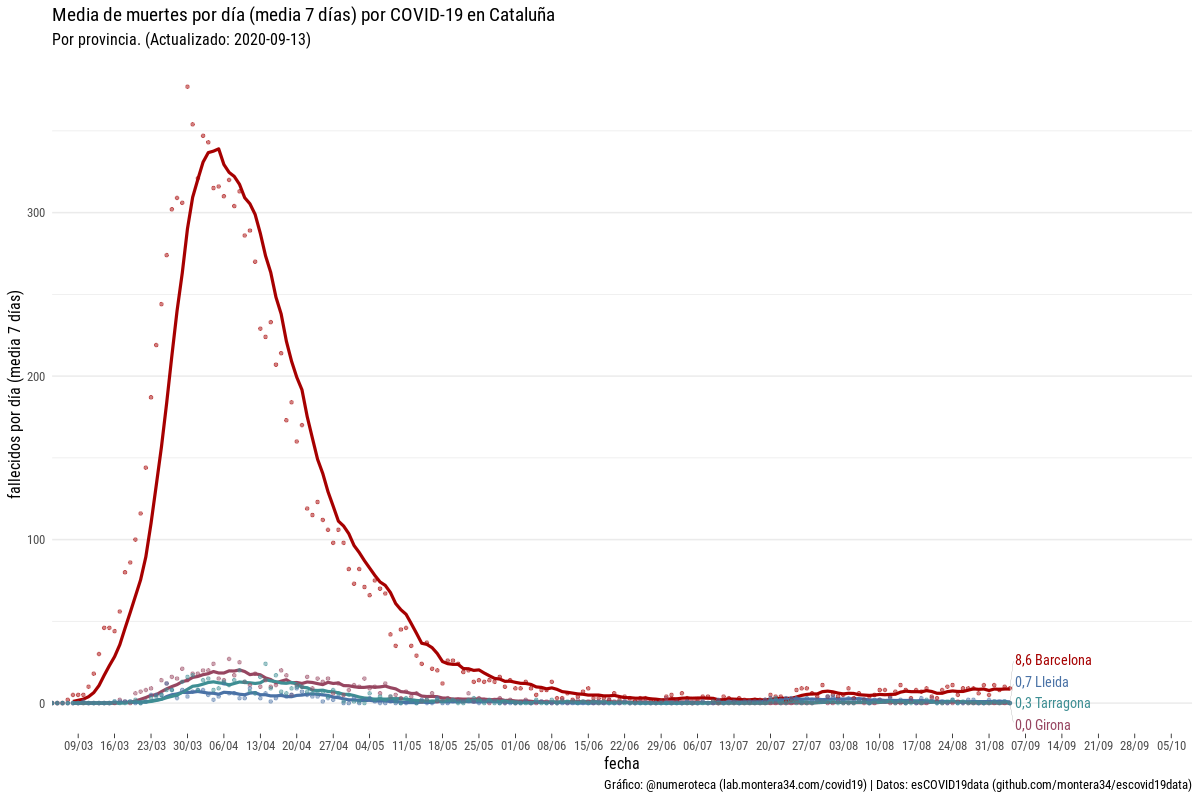 Media de muertes por día (media 7 días) por COVID-19 en Cataluña
Por provincia. (Actualizado: 2020-09-13)
fallecidos por día (media 7 días)
300
200
100
0
8,6 Barcelona
0,7 Lleida
0,3 Tarragona
0,0 Girona
09/03 16/03 23/03 30/03 06/04 13/04 20/04 27/04 04/05 11/05 18/05 25/05 01/06 08/06 15/06 22/06 29/06 06/07 13/07 20/07 27/07 03/08 10/08 17/08 24/08 31/08 07/09 14/09 21/09 28/09 05/10
fecha
Gráfico: @numeroteca (lab.montera34.com/covid19) | Datos: esCOVID19data (github.com/montera34/escovid19data)